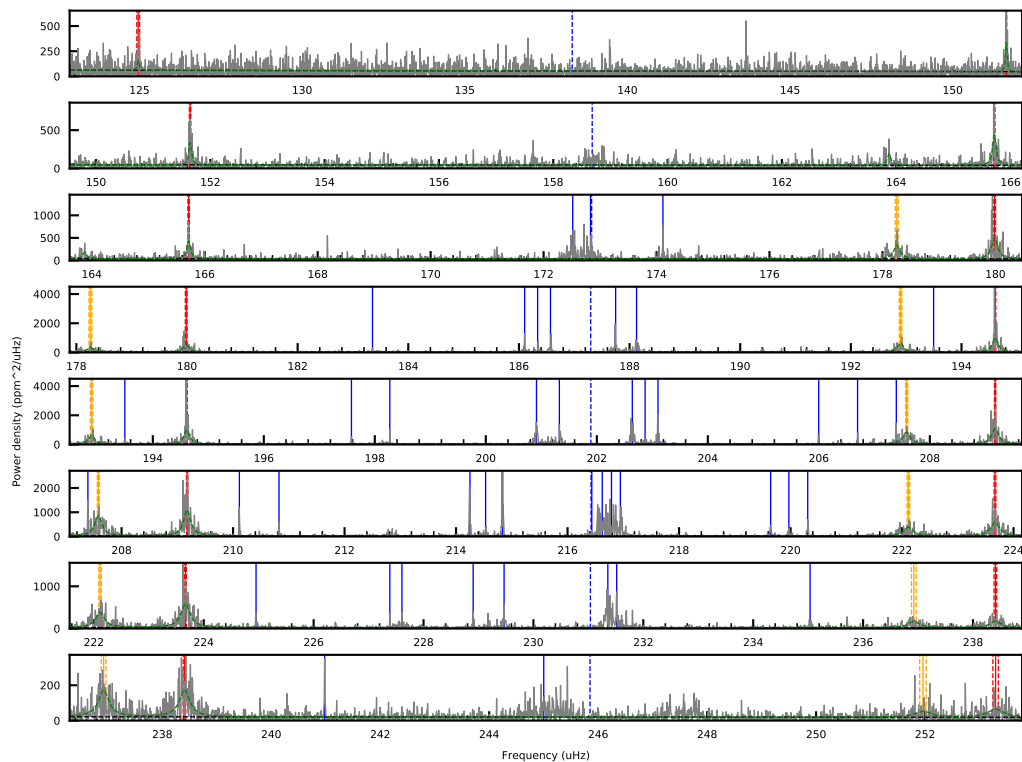 500
250
0
125 130 135 140 145 150
500
0
150 152 154 156 158 160 162 164 166
1000
500
0
164 166 168 170 172 174 176 178 180
4000
2000
0
178 180 182 184 186 188 190 192 194
4000
2000
0
194 196 198 200 202 204 206 208
Power density (ppm^2/uHz)
2000
1000
0
208 210 212 214 216 218 220 222 224
1000
0
222 224 226 228 230 232 234 236 238
200
0
238 240 242 244 246 248 250 252
Frequency (uHz)